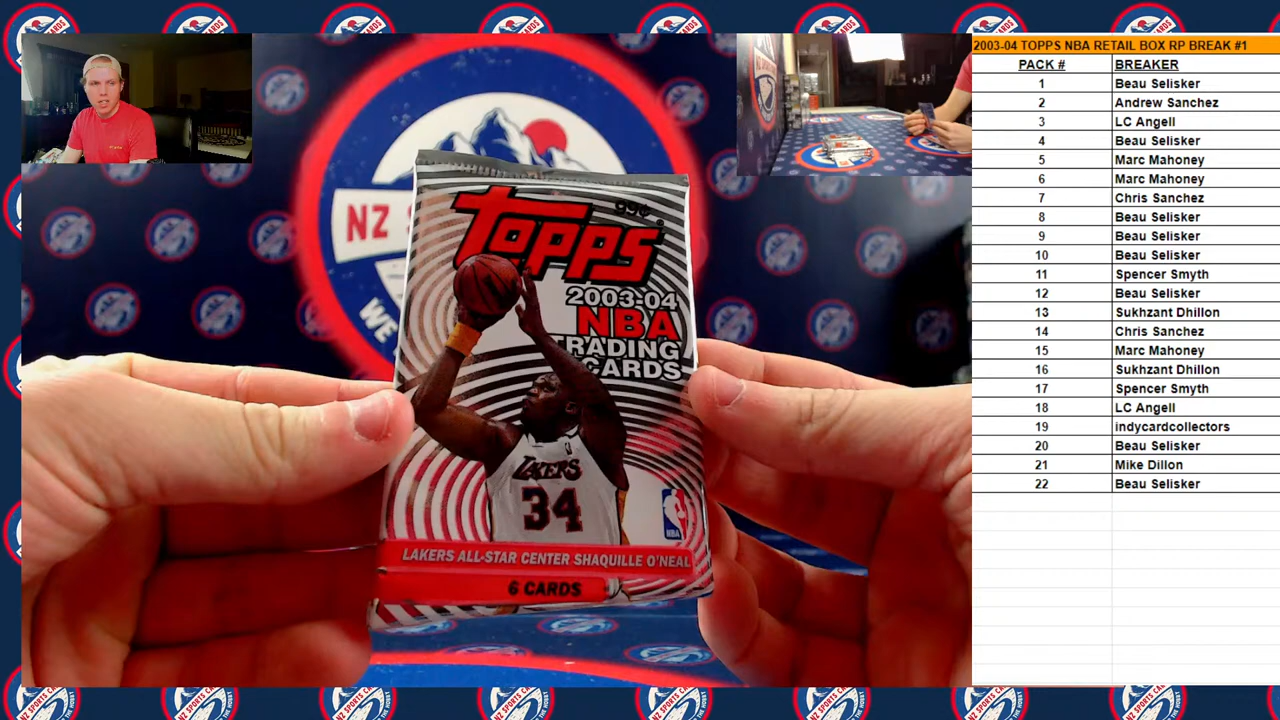 NZ S
WE
TOPPS
99¢
2003-04
NBA
TRADING
CARDS
LAKERS
34
NBA
LAKERS ALL-STAR CENTER SHAQUILLE O'NEAL
6 CARDS
2003-04 TOPPS NBA RETAIL BOX RP BREAK #1
PACK # BREAKER
1 Beau Selisker
2 Andrew Sanchez
3 LC Angell
4 Beau Selisker
5 Marc Mahoney
6 Marc Mahoney
7 Chris Sanchez
8 Beau Selisker
9 Beau Selisker
10 Beau Selisker
11 Spencer Smyth
12 Beau Selisker
13 Sukhzant Dhillon
14 Chris Sanchez
15 Marc Mahoney
16 Sukhzant Dhillon
17 Spencer Smyth
18 LC Angell
19 indycardcollectors
20 Beau Selisker
21 Mike Dillon
22 Beau Selisker